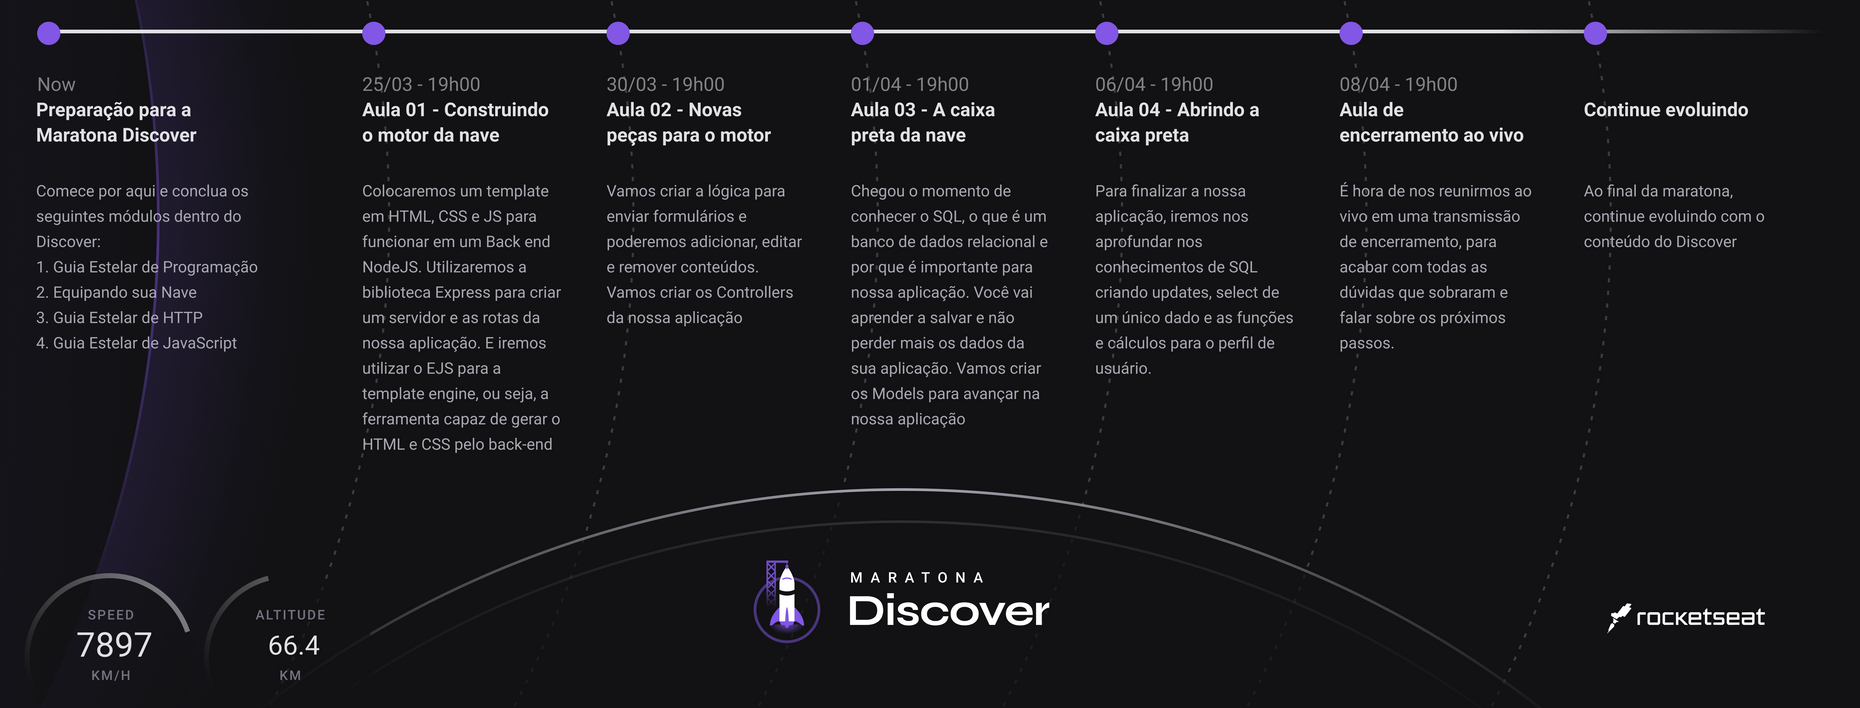 Now
Preparação para a
Maratona Discover
Comece por aqui e conclua os
seguintes módulos dentro do
Discover:
1. Guia Estelar de Programação
2. Equipando sua Nave
3. Guia Estelar de HTTP
4. Guia Estelar de JavaScript
25/03 - 19h00
Aula 01 - Construindo
o motor da nave
Colocaremos um template
em HTML, CSS e JS para
funcionar em um Back end
NodeJS. Utilizaremos a
biblioteca Express para criar
um servidor e as rotas da
nossa aplicação. E iremos
utilizar o EJS para a
template engine, ou seja, a
ferramenta capaz de gerar o
HTML e CSS pelo back-end
30/03 - 19h00
Aula 02 - Novas
peças para o motor
Vamos criar a lógica para
enviar formulários e
poderemos adicionar, editar
e remover conteúdos.
Vamos criar os Controllers
da nossa aplicação
01/04 - 19h00
Aula 03 - A caixa
preta da nave
Chegou o momento de
conhecer o SQL, o que é um
banco de dados relacional e
por que é importante para
nossa aplicação. Você vai
aprender a salvar e não
perder mais os dados da
sua aplicação. Vamos criar
os Models para avançar na
nossa aplicação
06/04 - 19h00
Aula 04 - Abrindo a
caixa preta
Para finalizar a nossa
aplicação, iremos nos
aprofundar nos
conhecimentos de SQL
criando updates, select de
um único dado e as funções
e cálculos para o perfil de
usuário.
08/04 - 19h00
Aula de
encerramento ao vivo
É hora de nos reunirmos ao
vivo em uma transmissão
de encerramento, para
acabar com todas as
dúvidas que sobraram e
falar sobre os próximos
passos.
Continue evoluindo
Ao final da maratona,
continue evoluindo com o
conteúdo do Discover
SPEED
7897
KM/H
ALTITUDE
66.4
KM
MARATONA
Discover
rocketseat